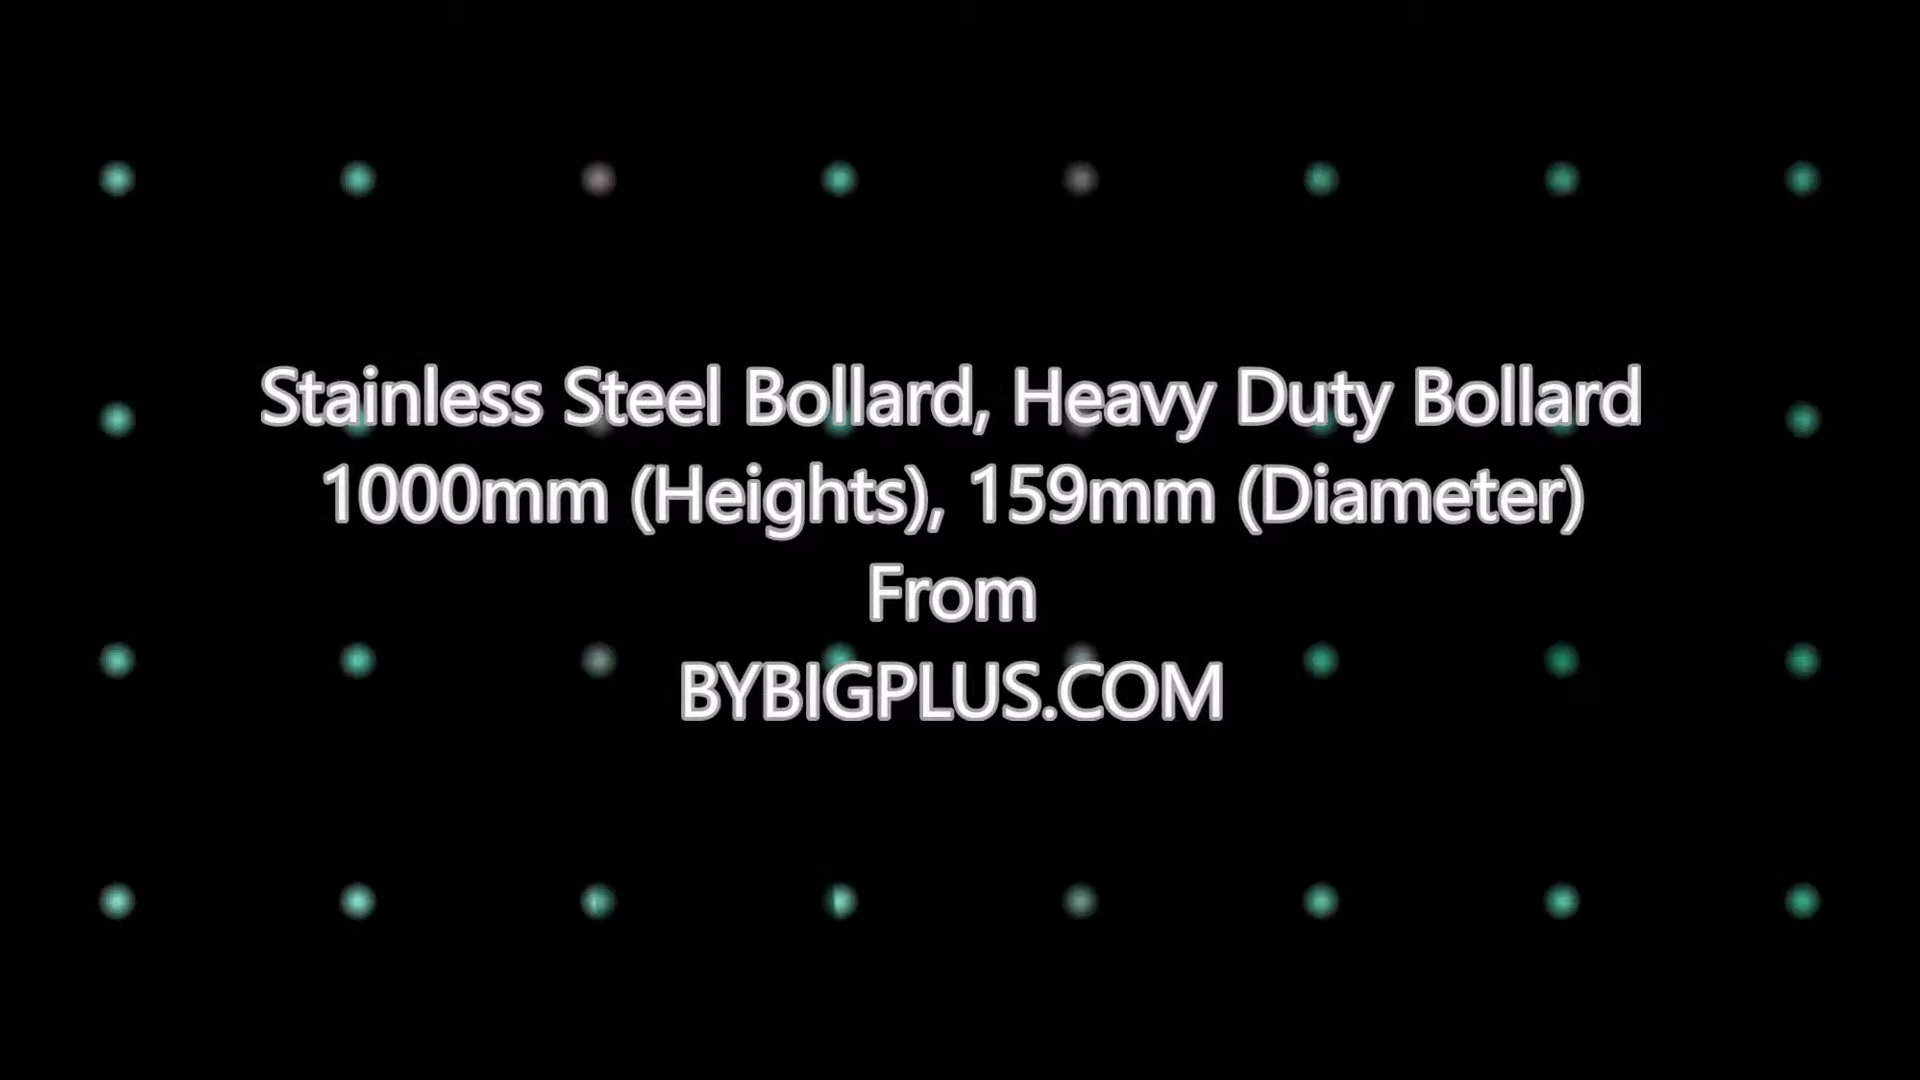 Stainless Steel Bollard, Heavy Duty Bollard
1000mm (Heights), 159mm (Diameter)
From
BYBIGPLUS.COM